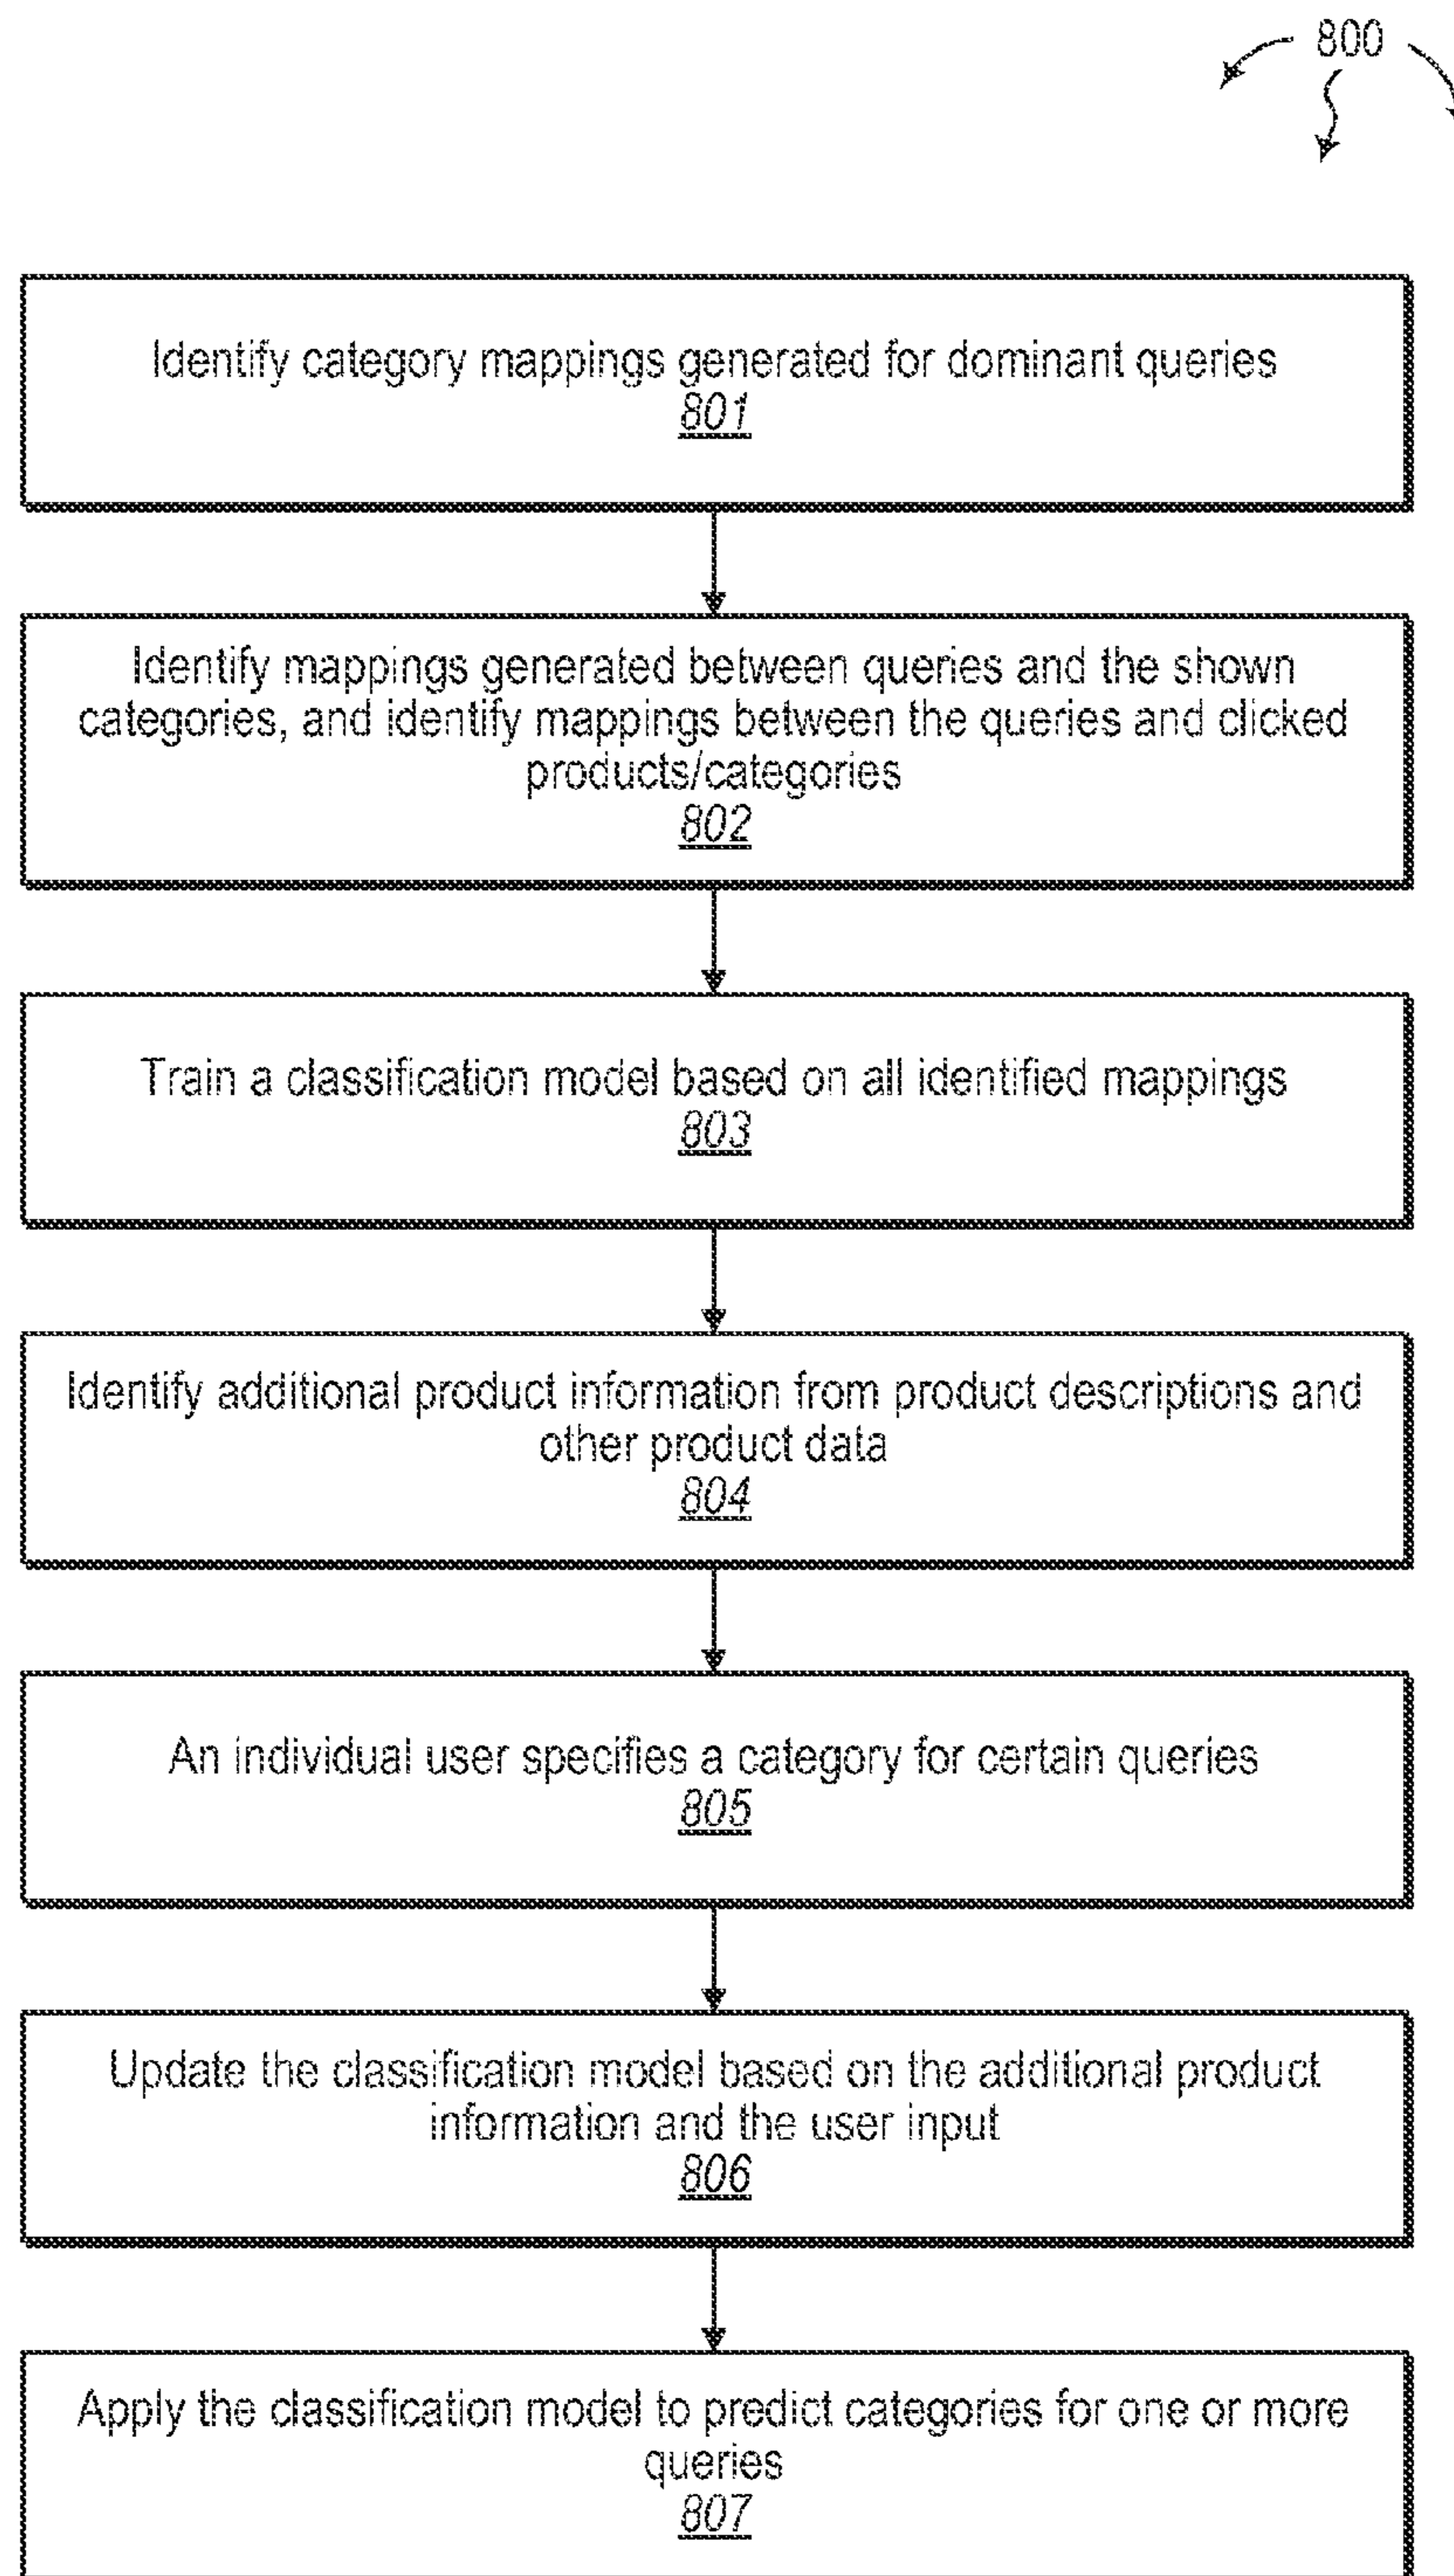 800
Identify category mappings generated for dominant queries
801
Identify mappings generated between queries and the shown
categories, and identify mappings between the queries and clicked
products/categories
802
Train a classification model based on all identified mappings
803
Identify additional product information from product descriptions and
other product data
804
An individual user specifies a category for certain queries
805
Update the classification model based on the additional product
information and the user input
806
Apply the classification model to predict categories for one or more
queries
807